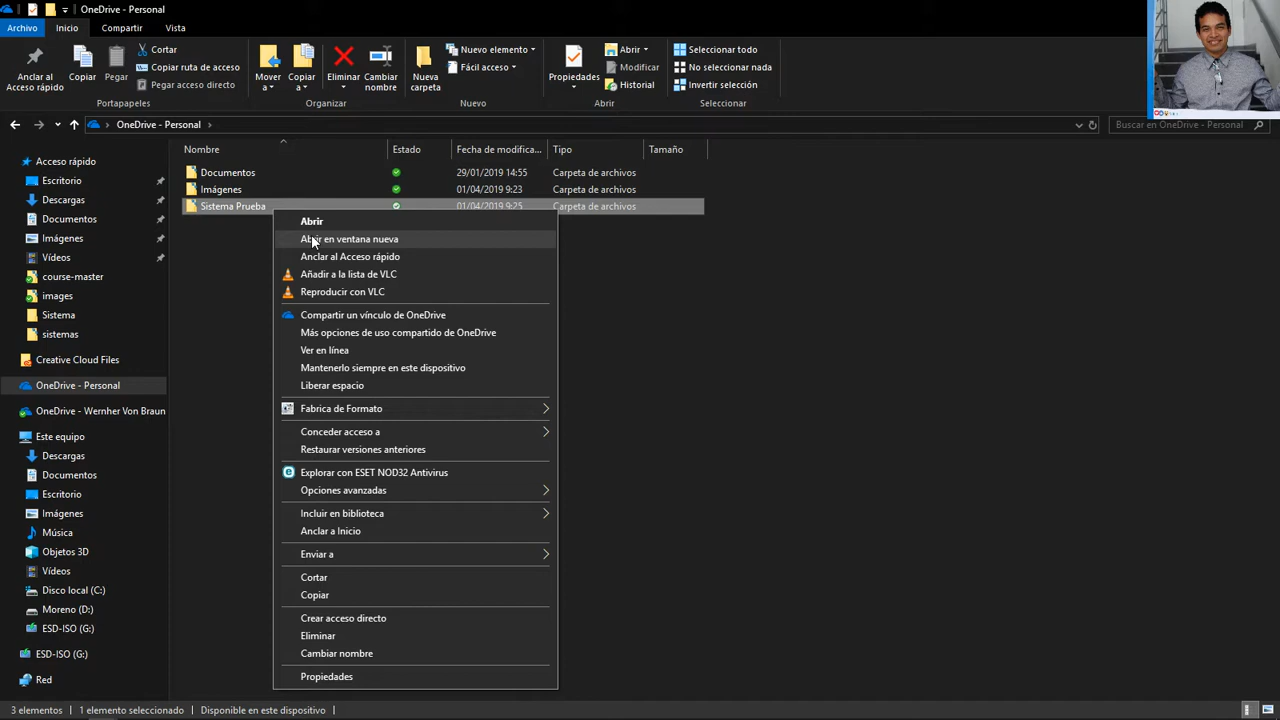 OneDrive - Personal
Archivo Inicio Compartir Vista
Anclar al Acceso rápido
Copiar
Pegar
Cortar
Copiar ruta de acceso
Pegar acceso directo
Portapapeles
Mover a
Copiar a
Eliminar
Cambiar nombre
Organizar
Nueva carpeta
Nuevo elemento
Fácil acceso
Nuevo
Propiedades
Abrir
Modificar
Historial
Abrir
Seleccionar todo
No seleccionar nada
Invertir selección
Seleccionar
OneDrive - Personal
Buscar en OneDrive - Personal
Nombre Estado Fecha de modifica... Tipo Tamaño
Documentos 29/01/2019 14:55 Carpeta de archivos
Imágenes 01/04/2019 9:23 Carpeta de archivos
Sistema Prueba 01/04/2019 9:25 Carpeta de archivos
Acceso rápido
Escritorio
Descargas
Documentos
Imágenes
Vídeos
course-master
images
Sistema
sistemas
Creative Cloud Files
OneDrive - Personal
OneDrive - Wernher Von Braun
Este equipo
Descargas
Documentos
Escritorio
Imágenes
Música
Objetos 3D
Vídeos
Disco local (C:)
Moreno (D:)
ESD-ISO (G:)
ESD-ISO (G:)
Red
Abrir
Abrir en ventana nueva
Anclar al Acceso rápido
Añadir a la lista de VLC
Reproducir con VLC
Compartir un vínculo de OneDrive
Más opciones de uso compartido de OneDrive
Ver en línea
Mantenerlo siempre en este dispositivo
Liberar espacio
Fabrica de Formato
Conceder acceso a
Restaurar versiones anteriores
Explorar con ESET NOD32 Antivirus
Opciones avanzadas
Incluir en biblioteca
Anclar a Inicio
Enviar a
Cortar
Copiar
Crear acceso directo
Eliminar
Cambiar nombre
Propiedades
3 elementos 1 elemento seleccionado Disponible en este dispositivo